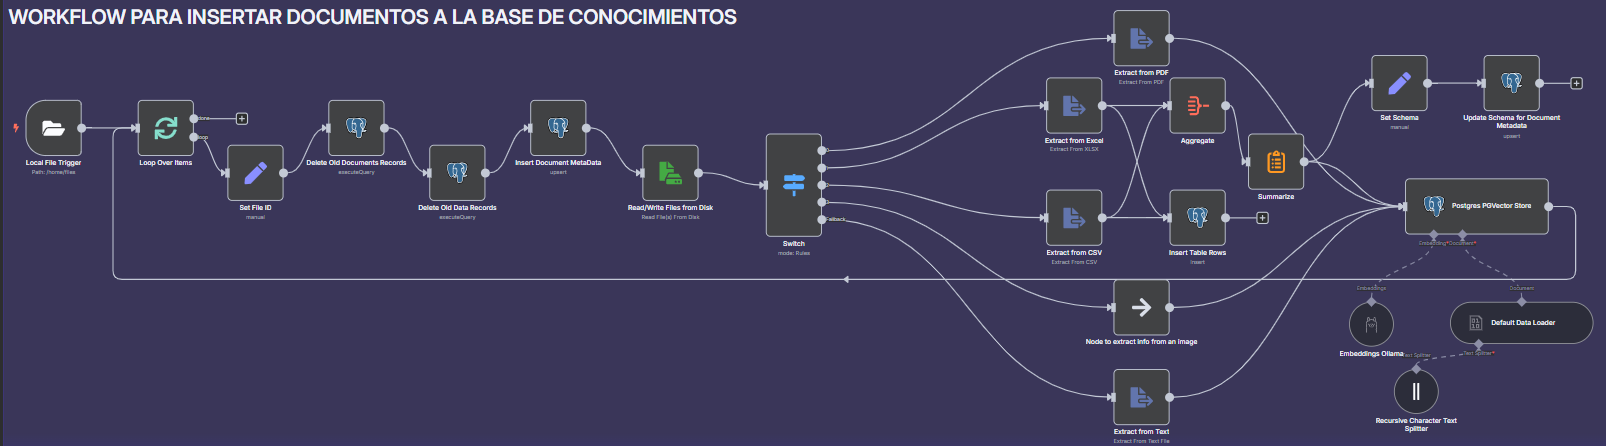 WORKFLOW PARA INSERTAR DOCUMENTOS A LA BASE DE CONOCIMIENTOS
Local File Trigger
Path: /home/files
Loop Over Items
done
loop
Set File ID
manual
Delete Old Documents Records
executeQuery
Delete Old Data Records
executeQuery
Insert Document MetaData
upsert
Read/Write Files from Disk
Read File(s) From Disk
Switch
mode: Rules
Fallback
Extract from PDF
Extract From PDF
Extract from Excel
Extract From XLSX
Extract from CSV
Extract From CSV
Aggregate
Insert Table Rows
insert
Summarize
Set Schema
manual
Update Schema for Document
Metadata
upsert
Postgres PGVector Store
Embedding*
Document*
Embeddings
Document
Embeddings Ollama
Default Data Loader
Text Splitter
Text Splitter*
Recursive Character Text
Splitter
Node to extract info from an image
Extract from Text
Extract From Text File